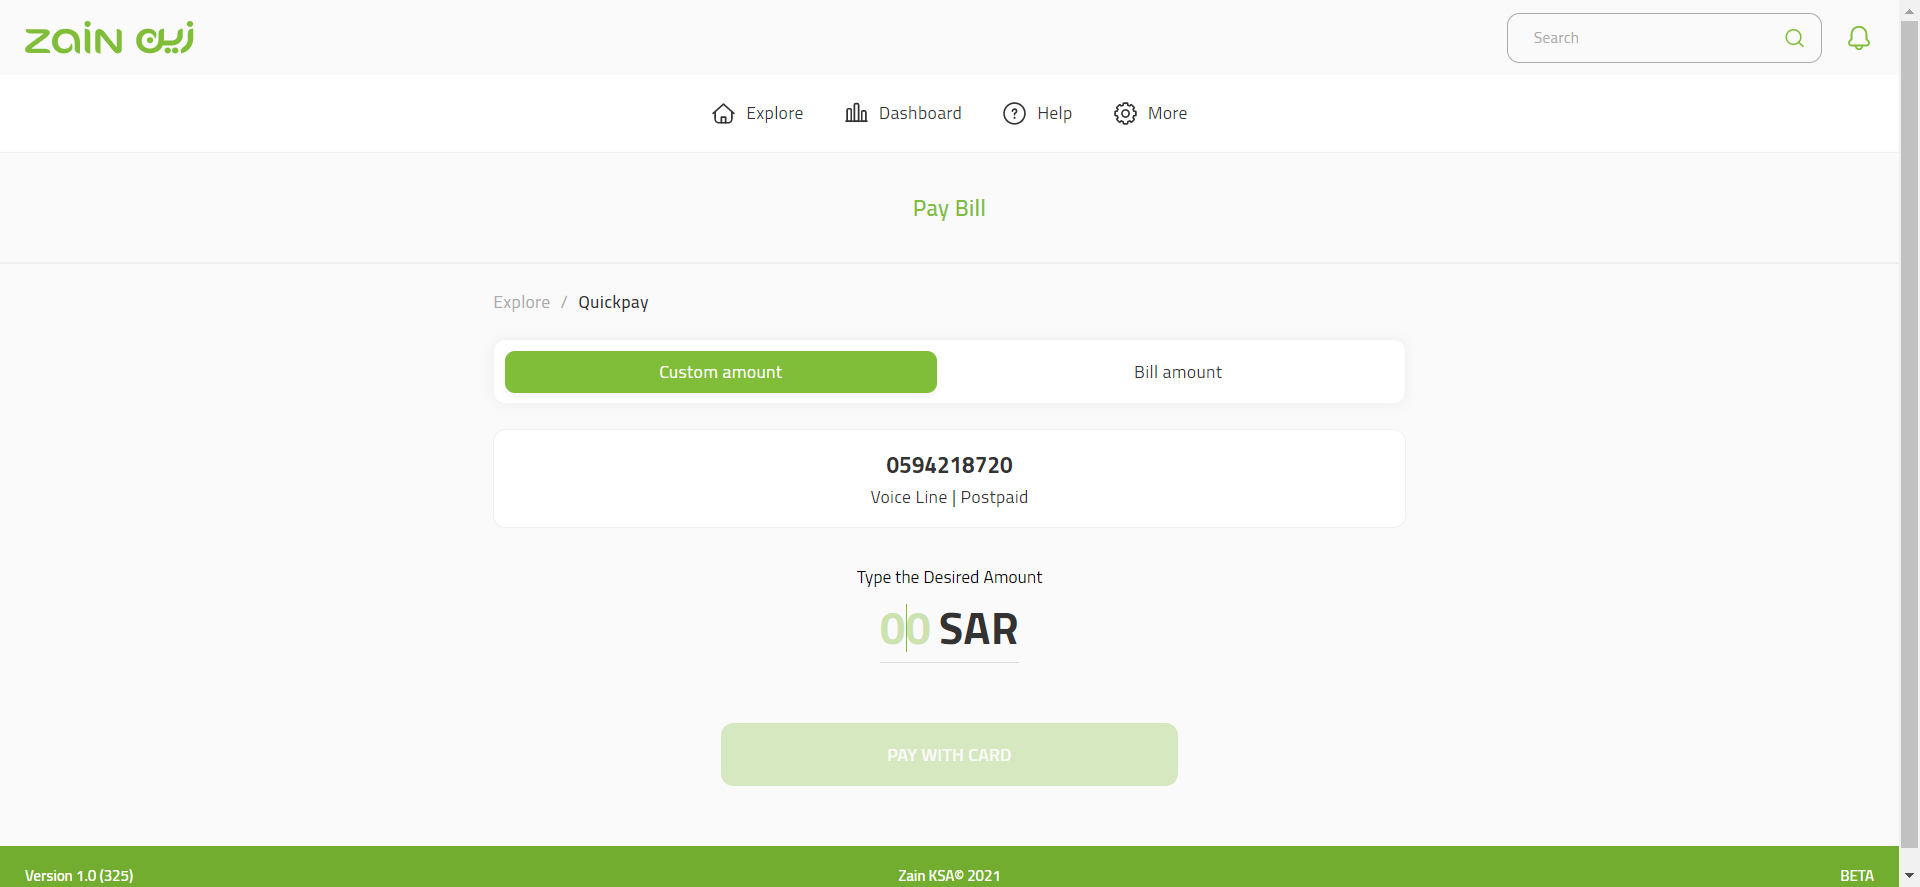 zain زين
Search
Explore Dashboard Help More
Pay Bill
Explore / Quickpay
Custom amount Bill amount
0594218720
Voice Line | Postpaid
Type the Desired Amount
00 SAR
PAY WITH CARD
Version 1.0 (325) Zain KSA© 2021 BETA